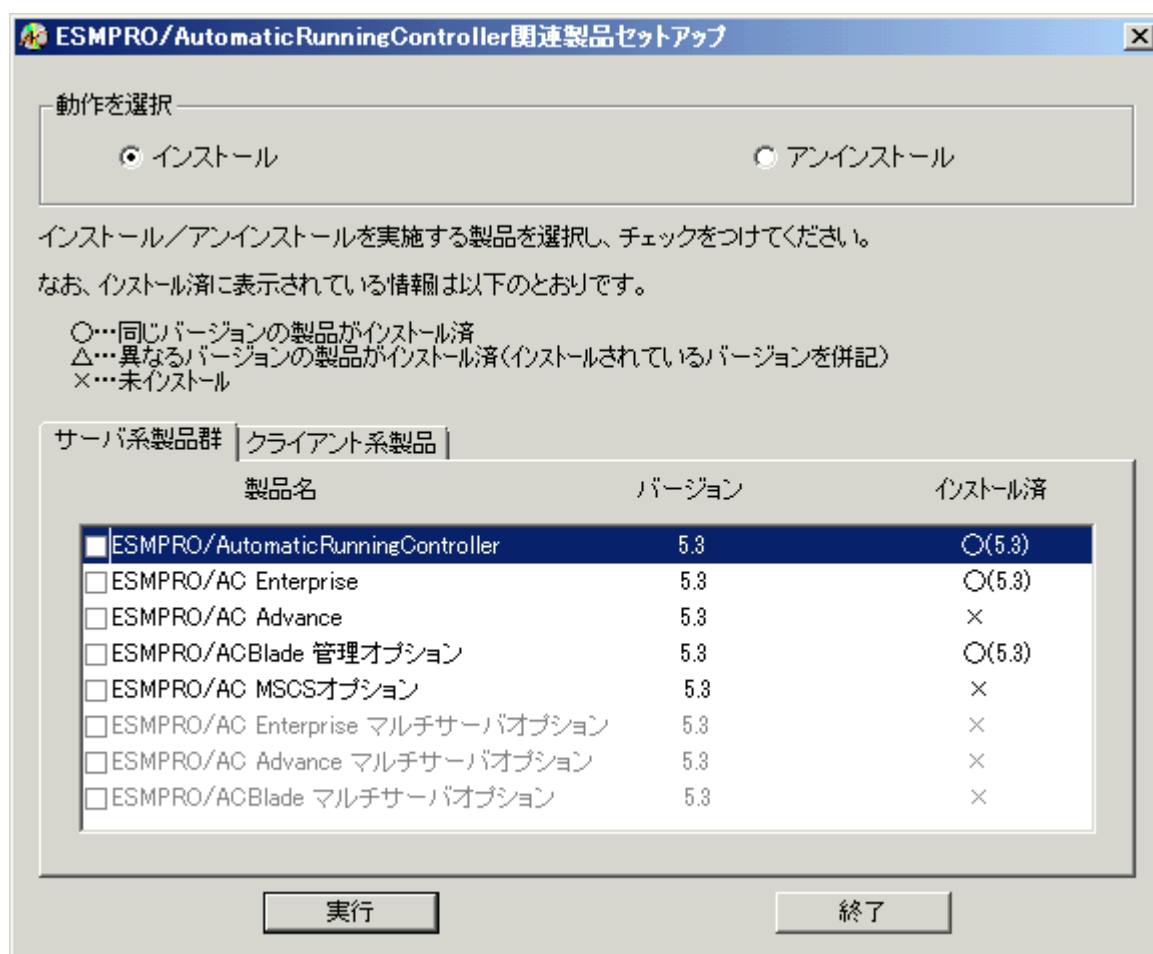 ESMPRO/AutomaticRunningController関連製品セットアップ
動作を選択
インストール アンインストール
インストール／アンインストールを実施する製品を選択し、チェックをつけてください。
なお、インストール済に表示されている情報は以下のとおりです。
○…同じバージョンの製品がインストール済
△…異なるバージョンの製品がインストール済(インストールされているバージョンを併記)
×…未インストール
サーバ系製品群 クライアント系製品
製品名 バージョン インストール済
ESMPRO/AutomaticRunningController 5.3 ○(5.3)
ESMPRO/AC Enterprise 5.3 ○(5.3)
ESMPRO/AC Advance 5.3 ×
ESMPRO/ACBlade 管理オプション 5.3 ○(5.3)
ESMPRO/AC MSCSオプション 5.3 ×
ESMPRO/AC Enterprise マルチサーバオプション 5.3 ×
ESMPRO/AC Advance マルチサーバオプション 5.3 ×
ESMPRO/ACBlade マルチサーバオプション 5.3 ×
実行 終了